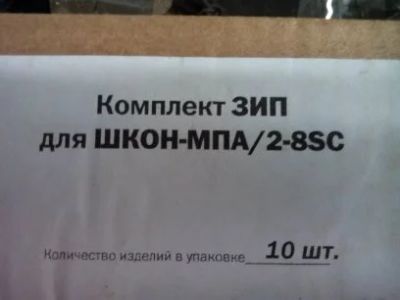 Комплект ЗИП
для ШКОН-МПА/2-8SC
Количество изделий в упаковке 10 шт.